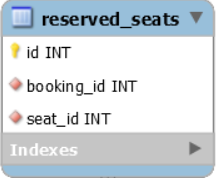 reserved_seats
id INT
booking_id INT
seat_id INT
Indexes